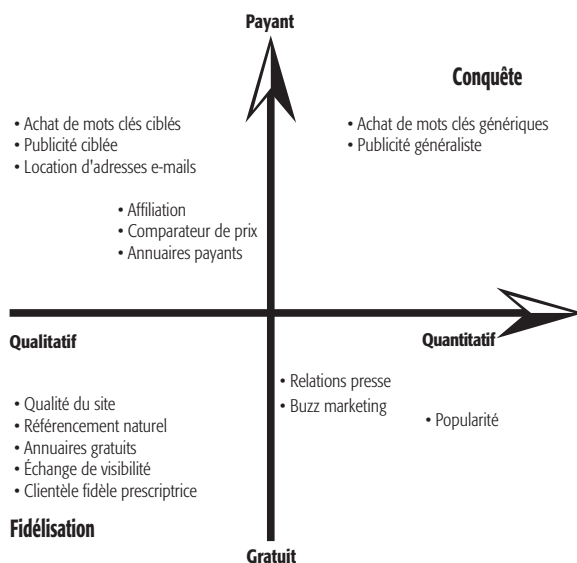 Payant
Conquête
• Achat de mots clés ciblés
• Publicité ciblée
• Location d'adresses e-mails
• Achat de mots clés génériques
• Publicité généraliste
• Affiliation
• Comparateur de prix
• Annuaires payants
Qualitatif
Quantitatif
• Relations presse
• Buzz marketing
• Popularité
• Qualité du site
• Référencement naturel
• Annuaires gratuits
• Échange de visibilité
• Clientèle fidèle prescriptrice
Fidélisation
Gratuit